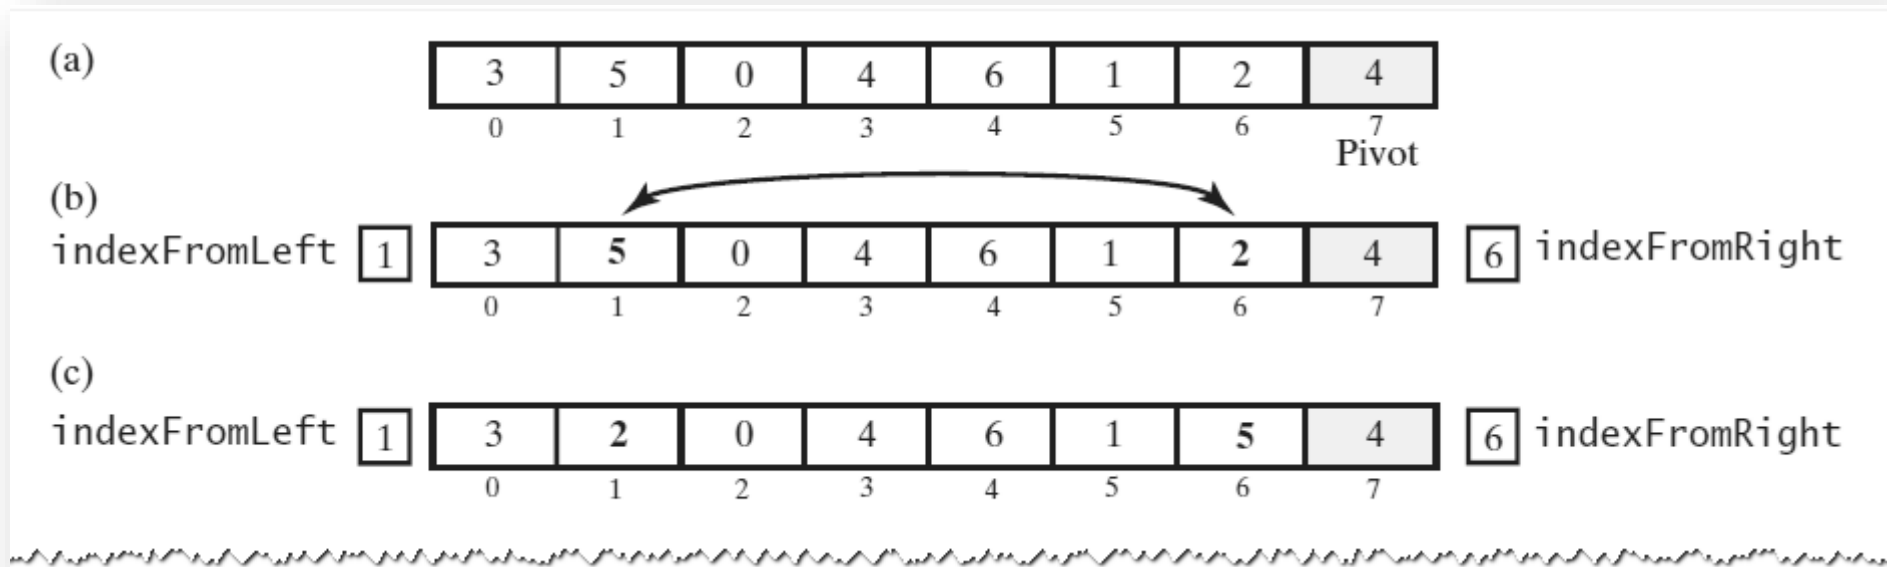 (a)
3 5 0 4 6 1 2 4
0 1 2 3 4 5 6 7
Pivot
(b)
indexFromLeft 1 3 5 0 4 6 1 2 4 6 indexFromRight
0 1 2 3 4 5 6 7
(c)
indexFromLeft 1 3 2 0 4 6 1 5 4 6 indexFromRight
0 1 2 3 4 5 6 7